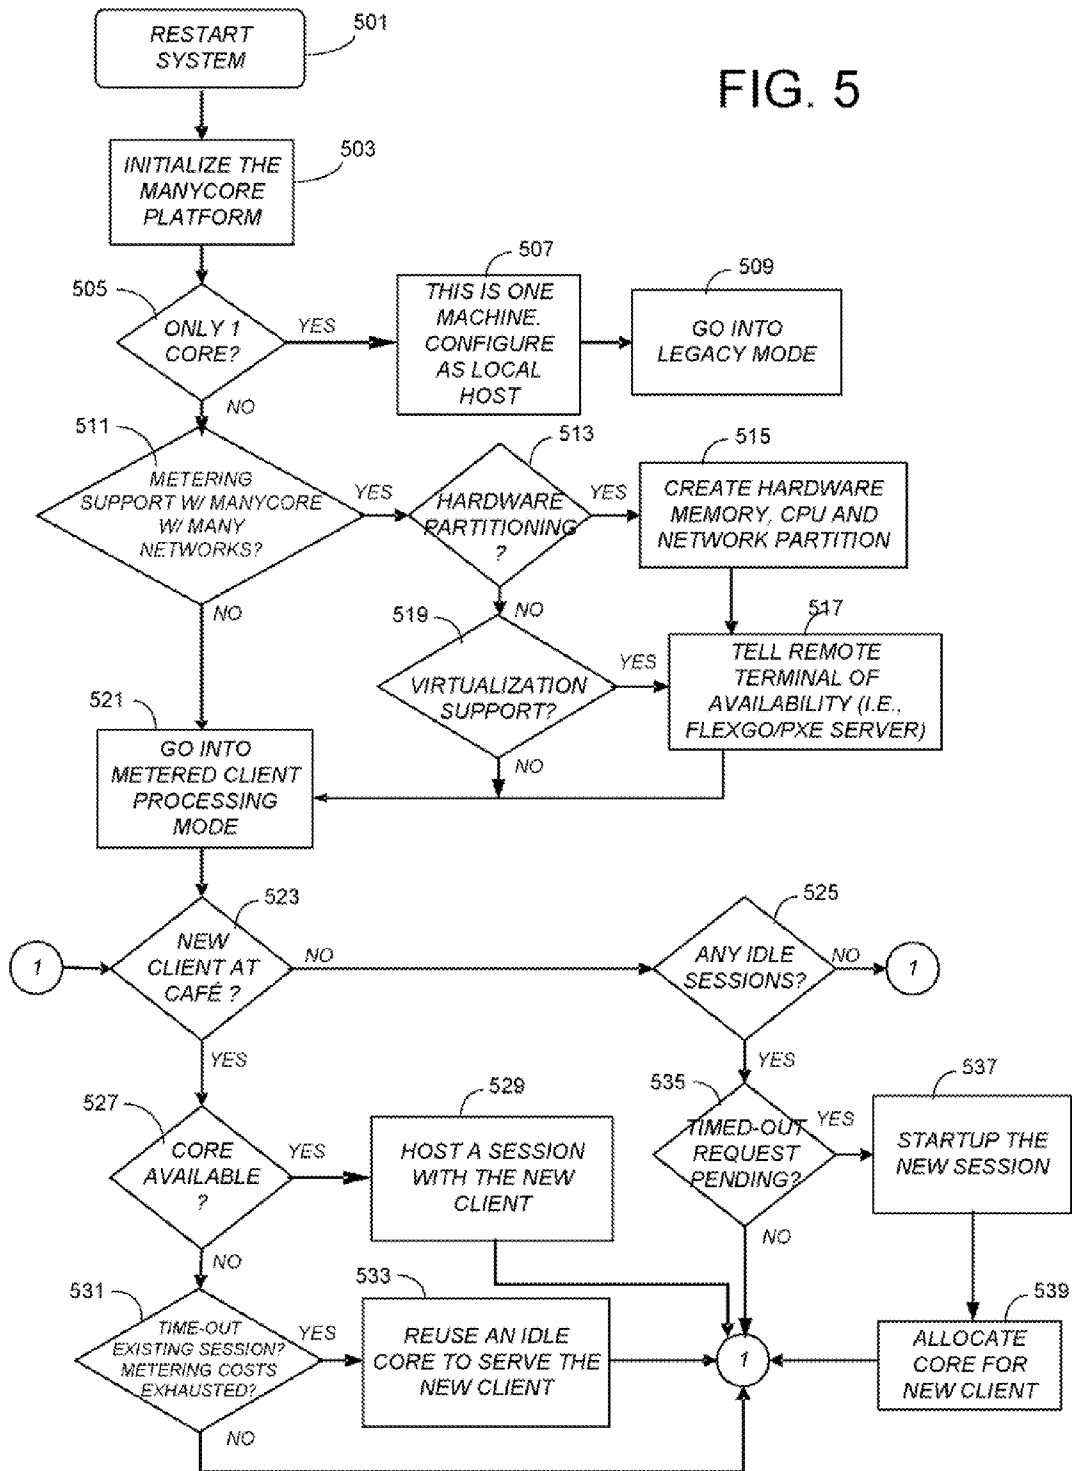 RESTART
SYSTEM
501
FIG. 5
INITIALIZE THE
MANYCORE
PLATFORM
503
505
ONLY 1
CORE?
YES
NO
507
THIS IS ONE
MACHINE.
CONFIGURE
AS LOCAL
HOST
509
GO INTO
LEGACY MODE
511
METERING
SUPPORT W/ MANYCORE
W/ MANY
NETWORKS?
YES
NO
513
HARDWARE
PARTITIONING
?
YES
NO
515
CREATE HARDWARE
MEMORY, CPU AND
NETWORK PARTITION
519
VIRTUALIZATION
SUPPORT?
YES
NO
517
TELL REMOTE
TERMINAL OF
AVAILABILITY (I.E.,
FLEXGO/PXE SERVER)
521
GO INTO
METERED CLIENT
PROCESSING
MODE
1
523
NEW
CLIENT AT
CAFÉ ?
NO
YES
525
ANY IDLE
SESSIONS?
NO
1
YES
527
CORE
AVAILABLE
?
YES
NO
529
HOST A SESSION
WITH THE NEW
CLIENT
535
TIMED-OUT
REQUEST
PENDING?
YES
NO
537
STARTUP THE
NEW SESSION
531
TIME-OUT
EXISTING SESSION?
METERING COSTS
EXHAUSTED?
YES
NO
533
REUSE AN IDLE
CORE TO SERVE THE
NEW CLIENT
1
539
ALLOCATE
CORE FOR
NEW CLIENT